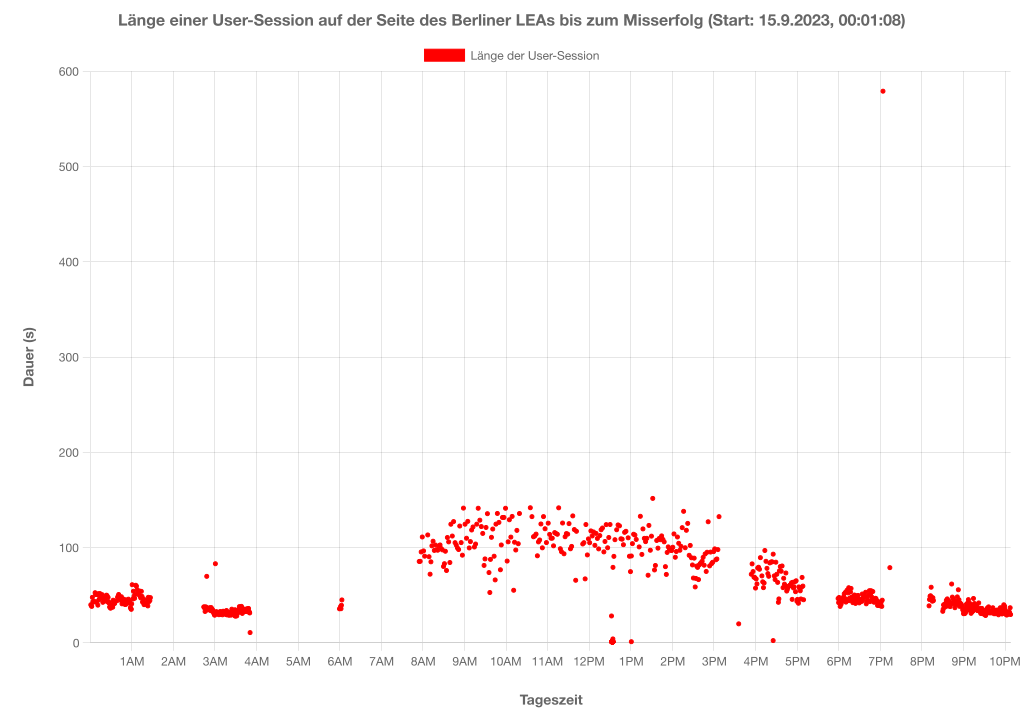 Länge einer User-Session auf der Seite des Berliner LEAs bis zum Misserfolg (Start: 15.9.2023, 00:01:08)
Länge der User-Session
600
500
400
300
200
100
0
Dauer (s)
1AM 2AM 3AM 4AM 5AM 6AM 7AM 8AM 9AM 10AM 11AM 12PM 1PM 2PM 3PM 4PM 5PM 6PM 7PM 8PM 9PM 10PM
Tageszeit